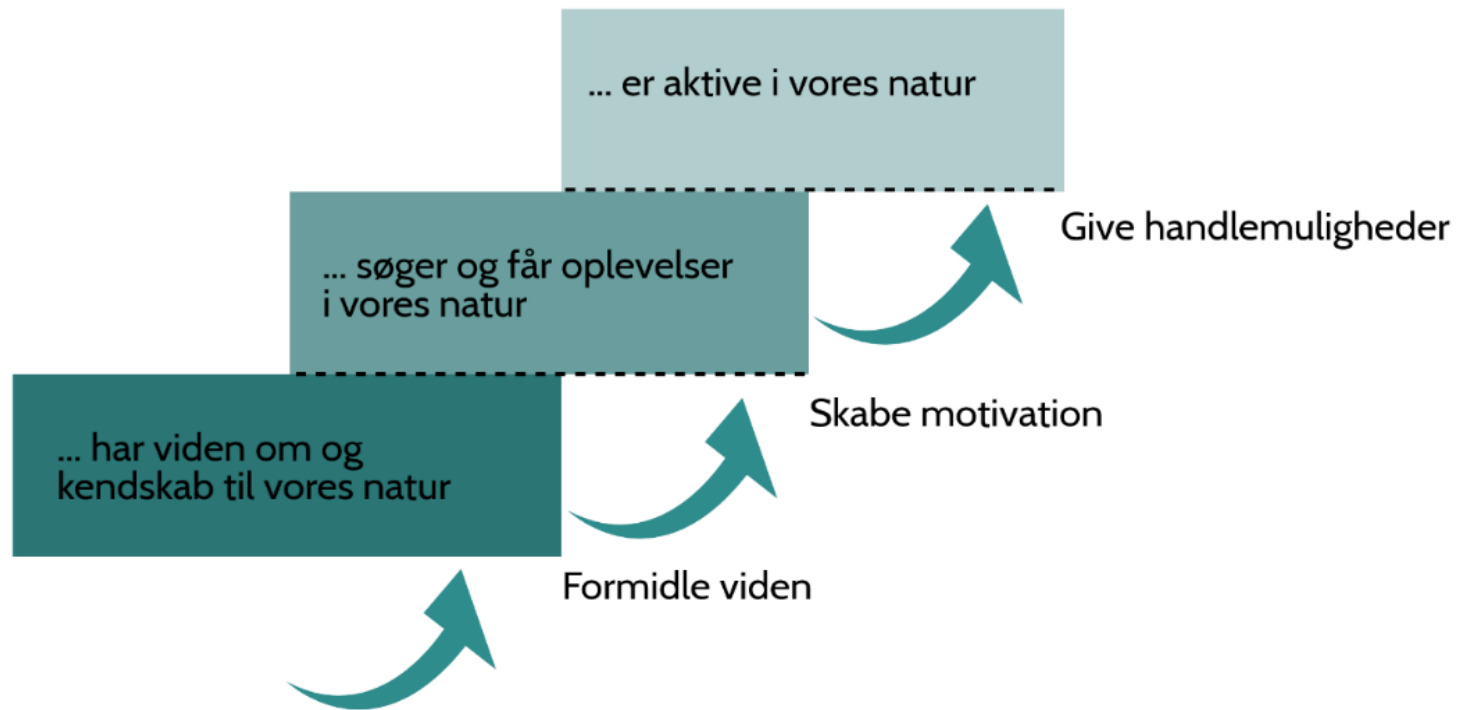 ... er aktive i vores natur
Give handlemuligheder
... søger og får oplevelser
i vores natur
Skabe motivation
... har viden om og
kendskab til vores natur
Formidle viden